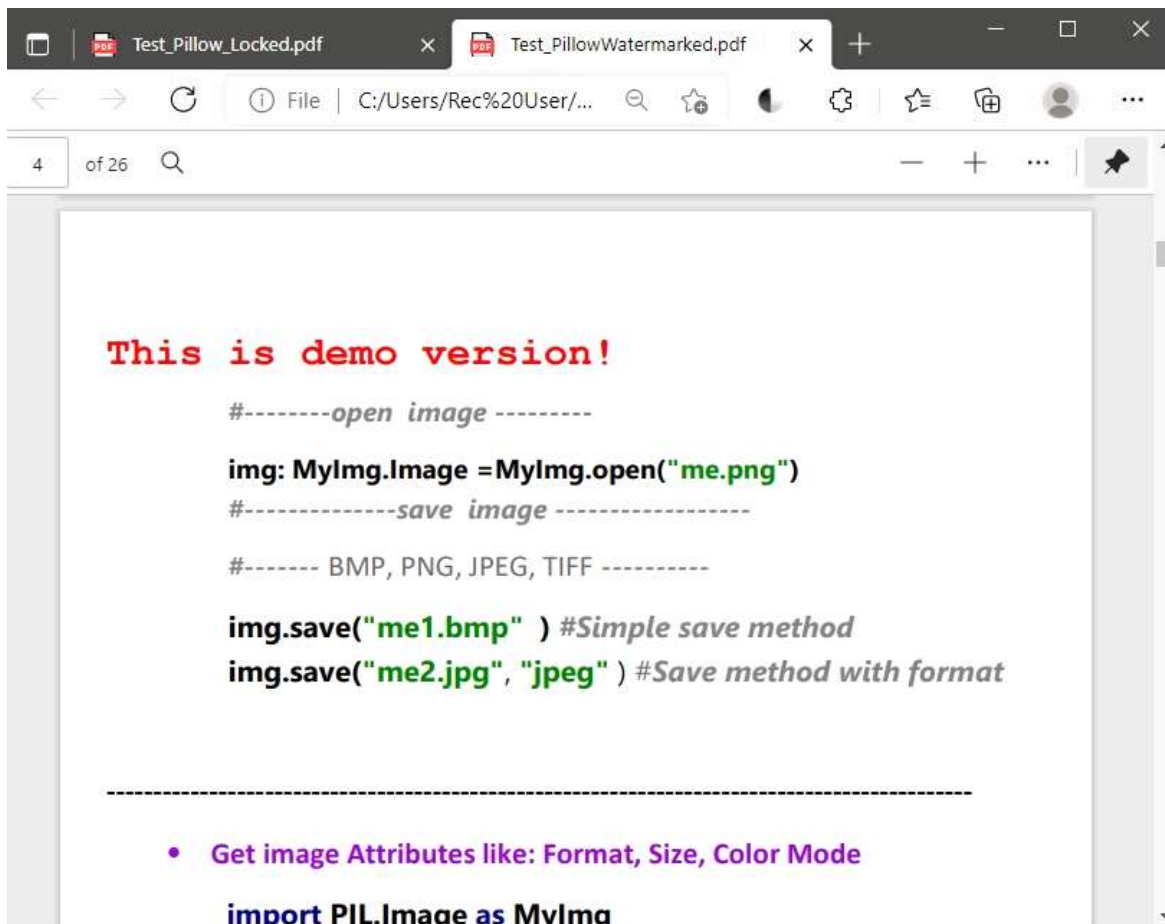 Test_Pillow_Locked.pdf
Test_PillowWatermarked.pdf
File | C:/Users/Rec%20User/...
4 of 26
This is demo version!
#--------open image ---------
img: MyImg.Image =MyImg.open("me.png")
#--------------save image ------------------
#------- BMP, PNG, JPEG, TIFF ----------
img.save("me1.bmp" ) #Simple save method
img.save("me2.jpg", "jpeg" ) #Save method with format
---------------------------------------------------------------------------------------------
• Get image Attributes like: Format, Size, Color Mode
import PIL.Image as MyImg